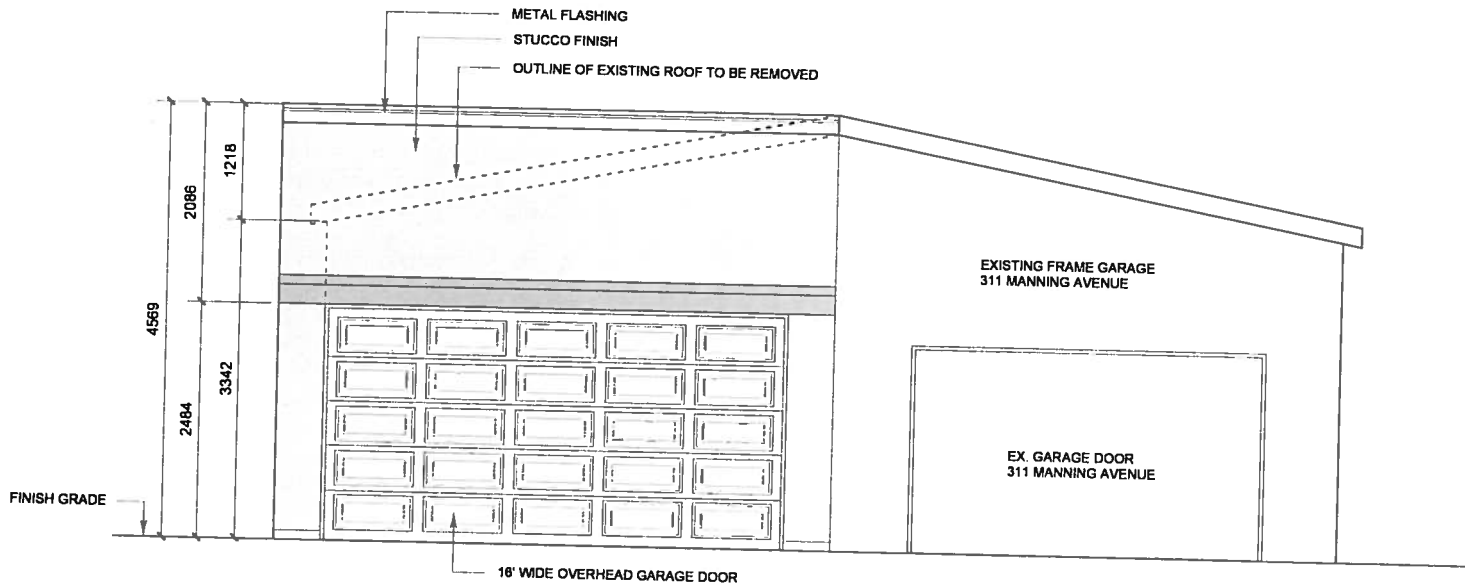 METAL FLASHING
STUCCO FINISH
OUTLINE OF EXISTING ROOF TO BE REMOVED
1218
2086
4569
3342
2484
EXISTING FRAME GARAGE
311 MANNING AVENUE
EX. GARAGE DOOR
311 MANNING AVENUE
FINISH GRADE
16' WIDE OVERHEAD GARAGE DOOR